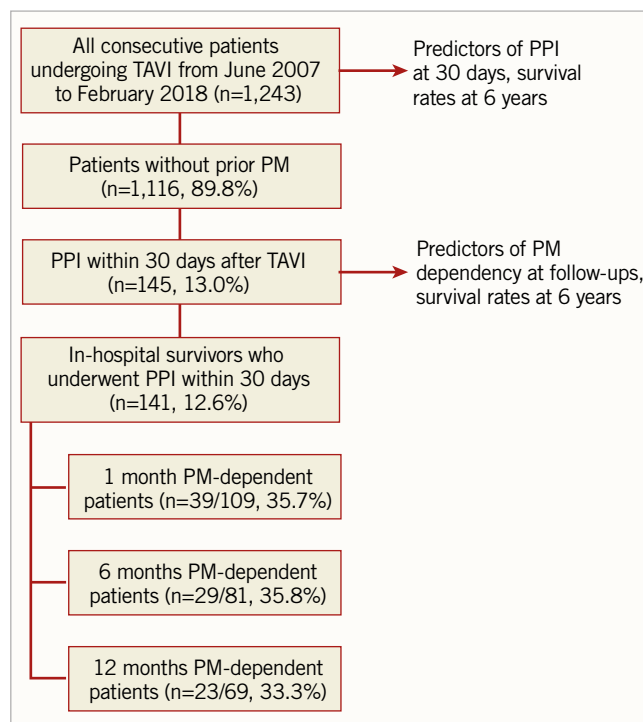 All consecutive patients
undergoing TAVI from June 2007
to February 2018 (n=1,243)
Predictors of PPI
at 30 days, survival
rates at 6 years
Patients without prior PM
(n=1,116, 89.8%)
PPI within 30 days after TAVI
(n=145, 13.0%)
Predictors of PM
dependency at follow-ups,
survival rates at 6 years
In-hospital survivors who
underwent PPI within 30 days
(n=141, 12.6%)
1 month PM-dependent
patients (n=39/109, 35.7%)
6 months PM-dependent
patients (n=29/81, 35.8%)
12 months PM-dependent
patients (n=23/69, 33.3%)